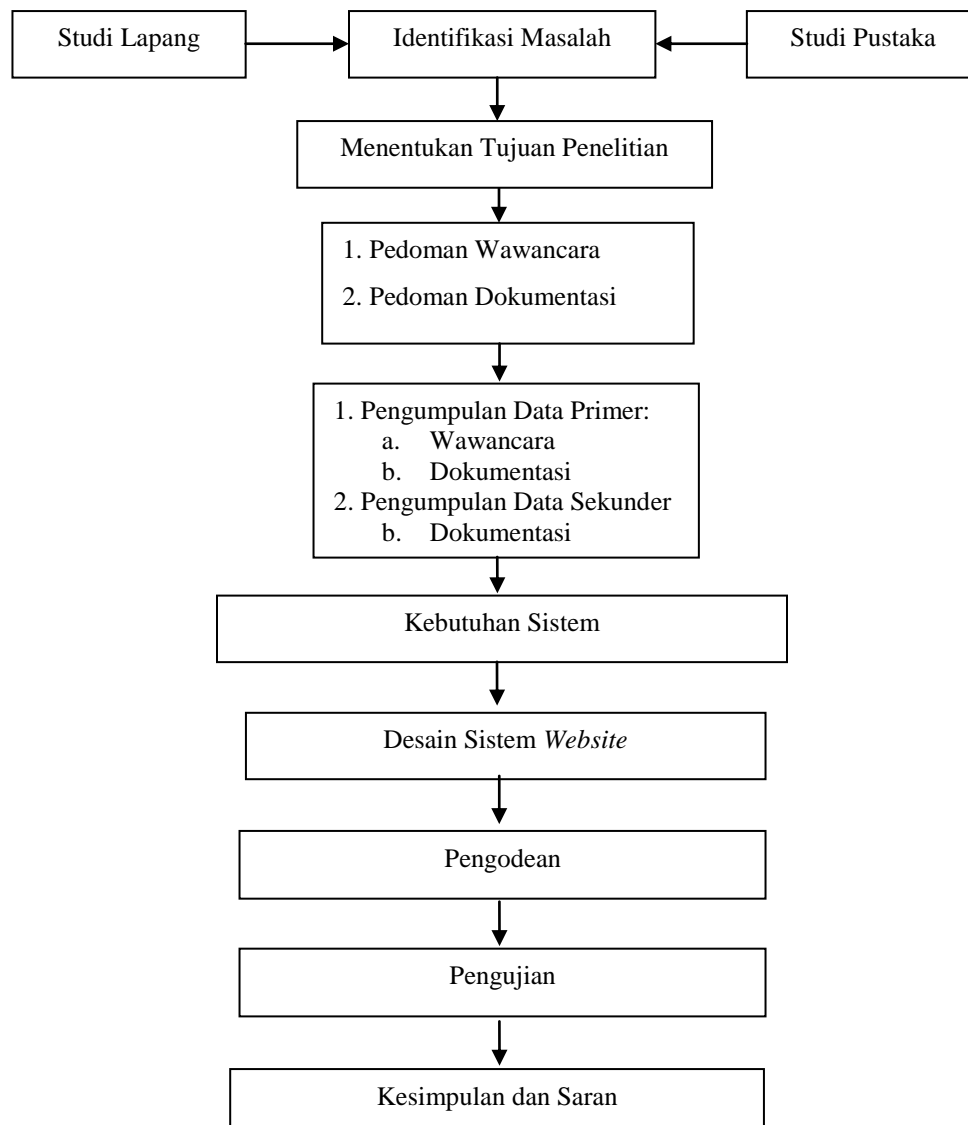 Studi Lapang
Identifikasi Masalah
Studi Pustaka
Menentukan Tujuan Penelitian
1. Pedoman Wawancara
2. Pedoman Dokumentasi
1. Pengumpulan Data Primer:
a. Wawancara
b. Dokumentasi
2. Pengumpulan Data Sekunder
b. Dokumentasi
Kebutuhan Sistem
Desain Sistem Website
Pengodean
Pengujian
Kesimpulan dan Saran